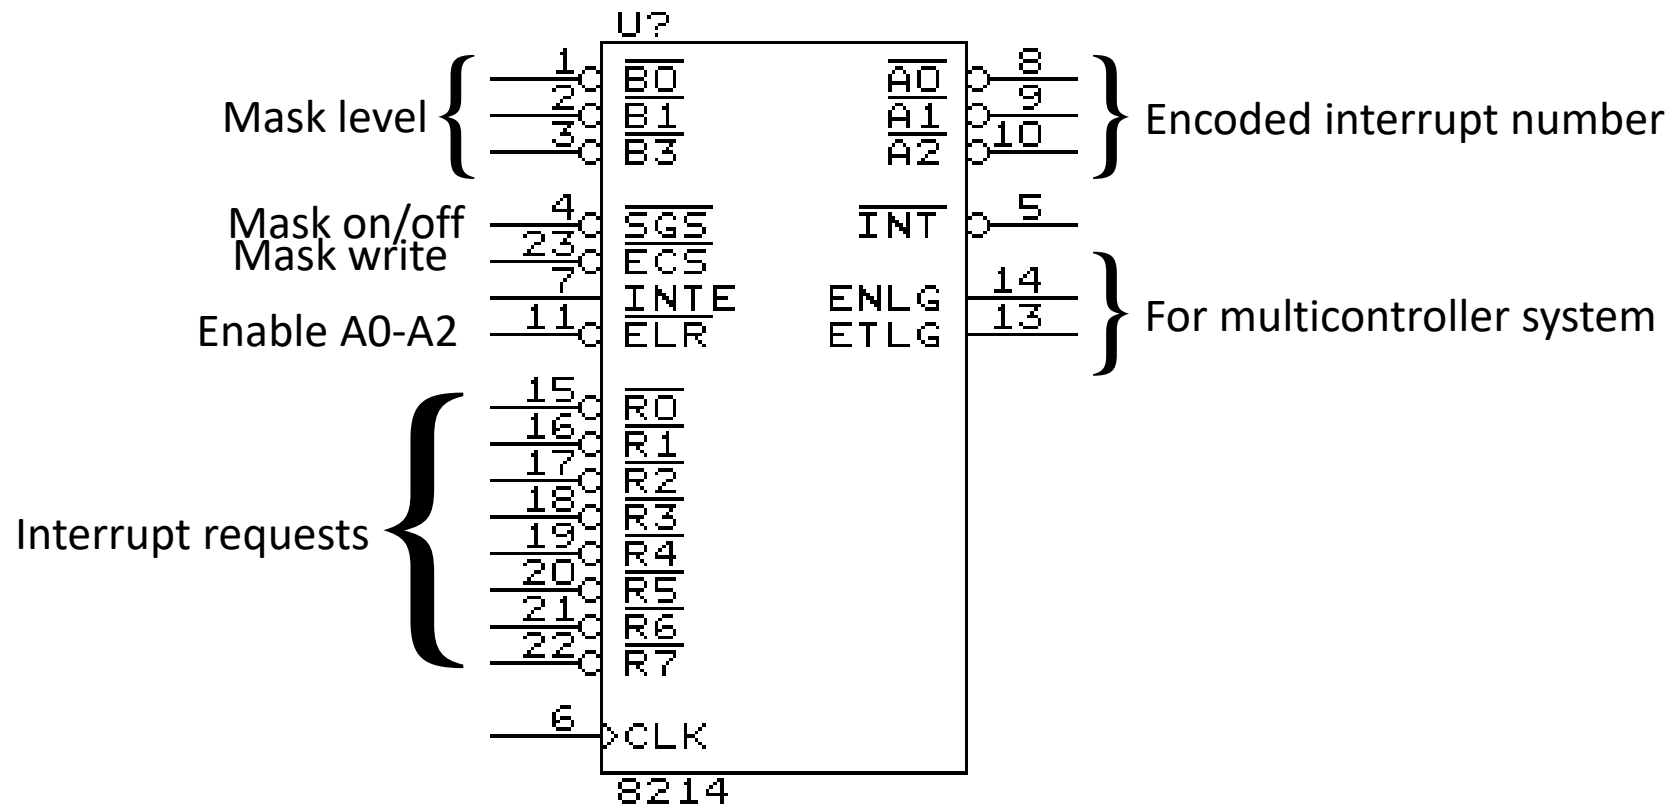 U?
Mask level
1 B0
2 B1
3 B3
A0 8
A1 9
A2 10
Encoded interrupt number
Mask on/off 4 SGS
Mask write 23 ECS
7 INTE
Enable A0-A2 11 ELR
INT 5
ENLG 14
ETLG 13
For multicontroller system
Interrupt requests
15 R0
16 R1
17 R2
18 R3
19 R4
20 R5
21 R6
22 R7
6 CLK
8214